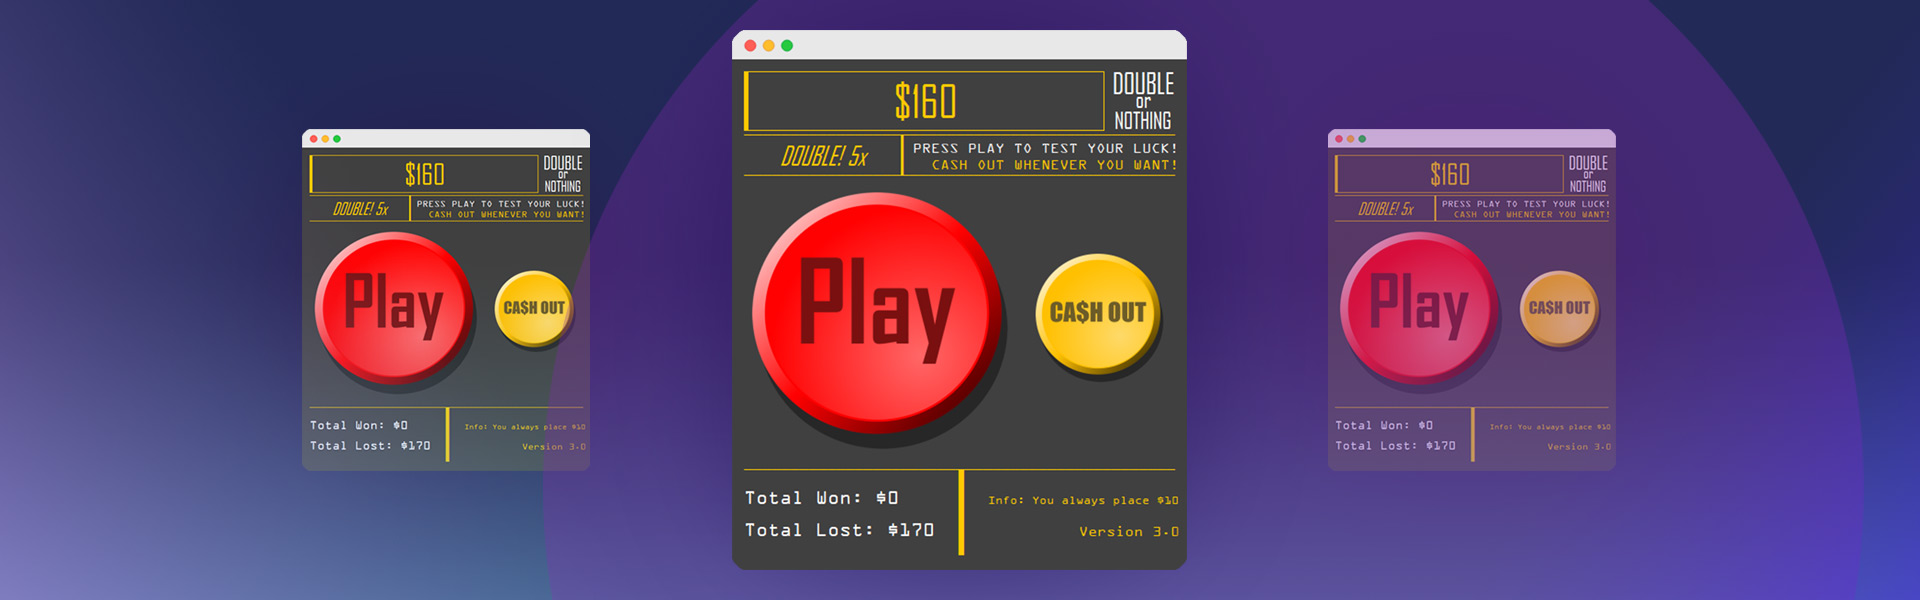 $160
DOUBLE
or
NOTHING
DOUBLE! 5x
PRESS PLAY TO TEST YOUR LUCK!
CASH OUT WHENEVER YOU WANT!
Play
CA$H OUT
Total Won: $0
Total Lost: $170
Info: You always place $10
Version 3.0
$160
DOUBLE
or
NOTHING
DOUBLE! 5x
PRESS PLAY TO TEST YOUR LUCK!
CASH OUT WHENEVER YOU WANT!
Play
CA$H OUT
Total Won: $0
Total Lost: $170
Info: You always place $10
Version 3.0
$160
DOUBLE
or
NOTHING
DOUBLE! 5x
PRESS PLAY TO TEST YOUR LUCK!
CASH OUT WHENEVER YOU WANT!
Play
CA$H OUT
Total Won: $0
Total Lost: $170
Info: You always place $10
Version 3.0